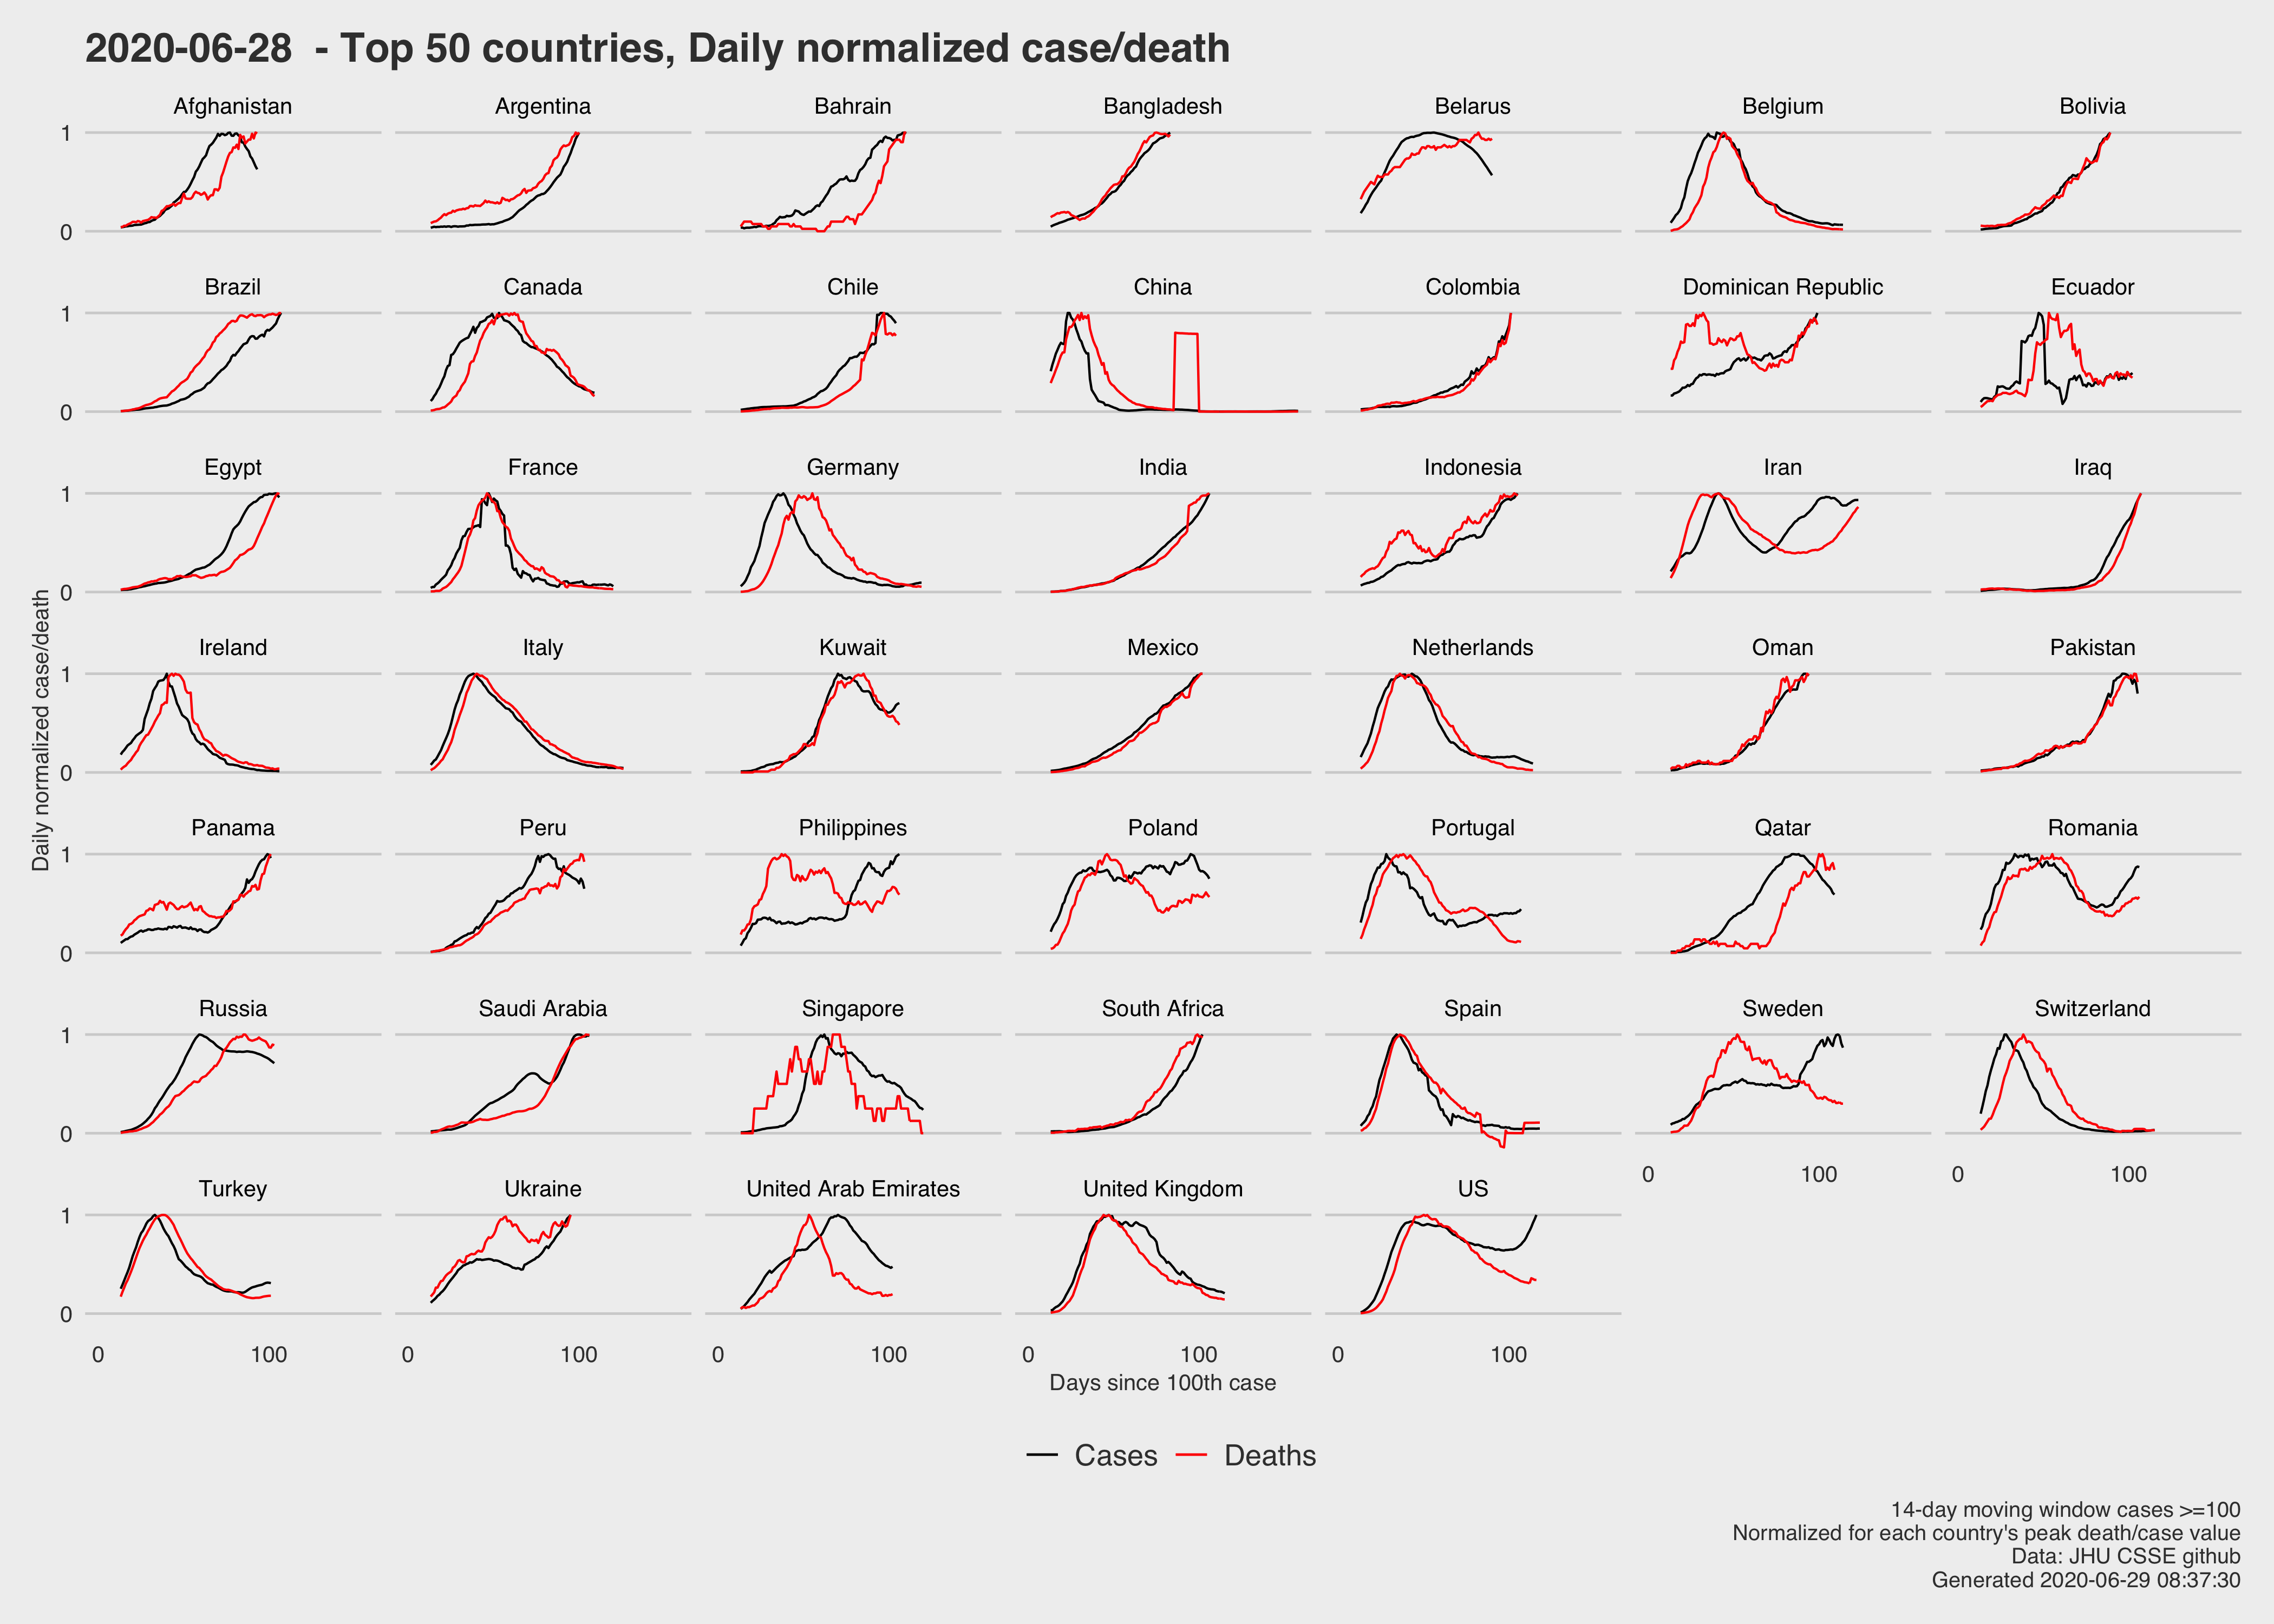 2020-06-28  - Top 50 countries, Daily normalized case/death
Afghanistan Argentina Bahrain Bangladesh Belarus Belgium Bolivia
1
0
Brazil Canada Chile China Colombia Dominican Republic Ecuador
1
0
Egypt France Germany India Indonesia Iran Iraq
1
0
Daily normalized case/death
Ireland Italy Kuwait Mexico Netherlands Oman Pakistan
1
0
Panama Peru Philippines Poland Portugal Qatar Romania
1
0
Russia Saudi Arabia Singapore South Africa Spain Sweden Switzerland
1
0
0 100 0 100
Turkey Ukraine United Arab Emirates United Kingdom US
1
0
0 100 0 100 0 100 0 100 0 100
Days since 100th case
Cases Deaths
14-day moving window cases >=100
Normalized for each country's peak death/case value
Data: JHU CSSE github
Generated 2020-06-29 08:37:30